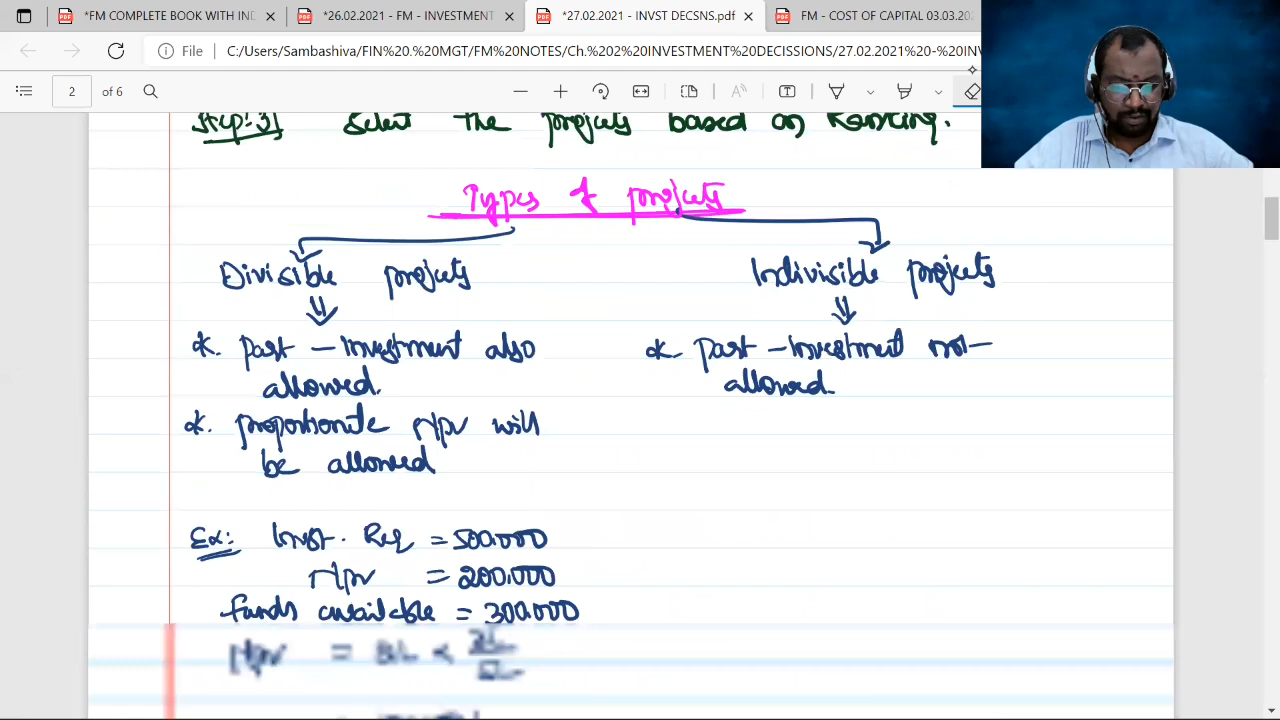 *FM COMPLETE BOOK WITH IND
*26.02.2021 - FM - INVESTMENT
*27.02.2021 - INVST DECSNS.pdf
FM - COST OF CAPITAL 03.03.202
File
C:/Users/Sambashiva/FIN%20.%20MGT/FM%20NOTES/Ch.%202%20INVESTMENT%20DECISSIONS/27.02.2021%20-%20INV
2 of 6
Step:3] Select the projects based on Ranking.
Types of projects
Divisible projects
Indivisible projects
*. part - Investment also
allowed.
*. proportionate NPV will
be allowed
*. part - Investment not
allowed.
Ex: Invst. Req = 500.000
NPV = 200.000
funds available = 300.000
NPV =